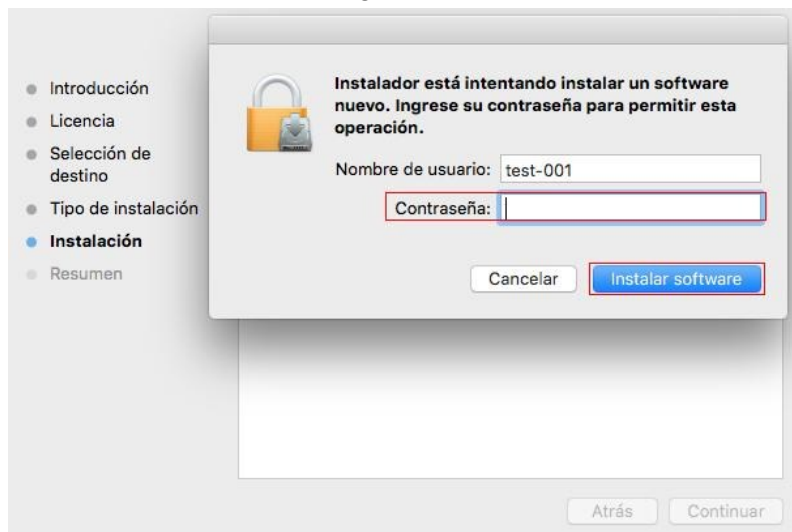 Introducción
Licencia
Selección de
destino
Tipo de instalación
Instalación
Resumen
Instalador está intentando instalar un software
nuevo. Ingrese su contraseña para permitir esta
operación.
Nombre de usuario: test-001
Contraseña:
Cancelar Instalar software
Atrás Continuar